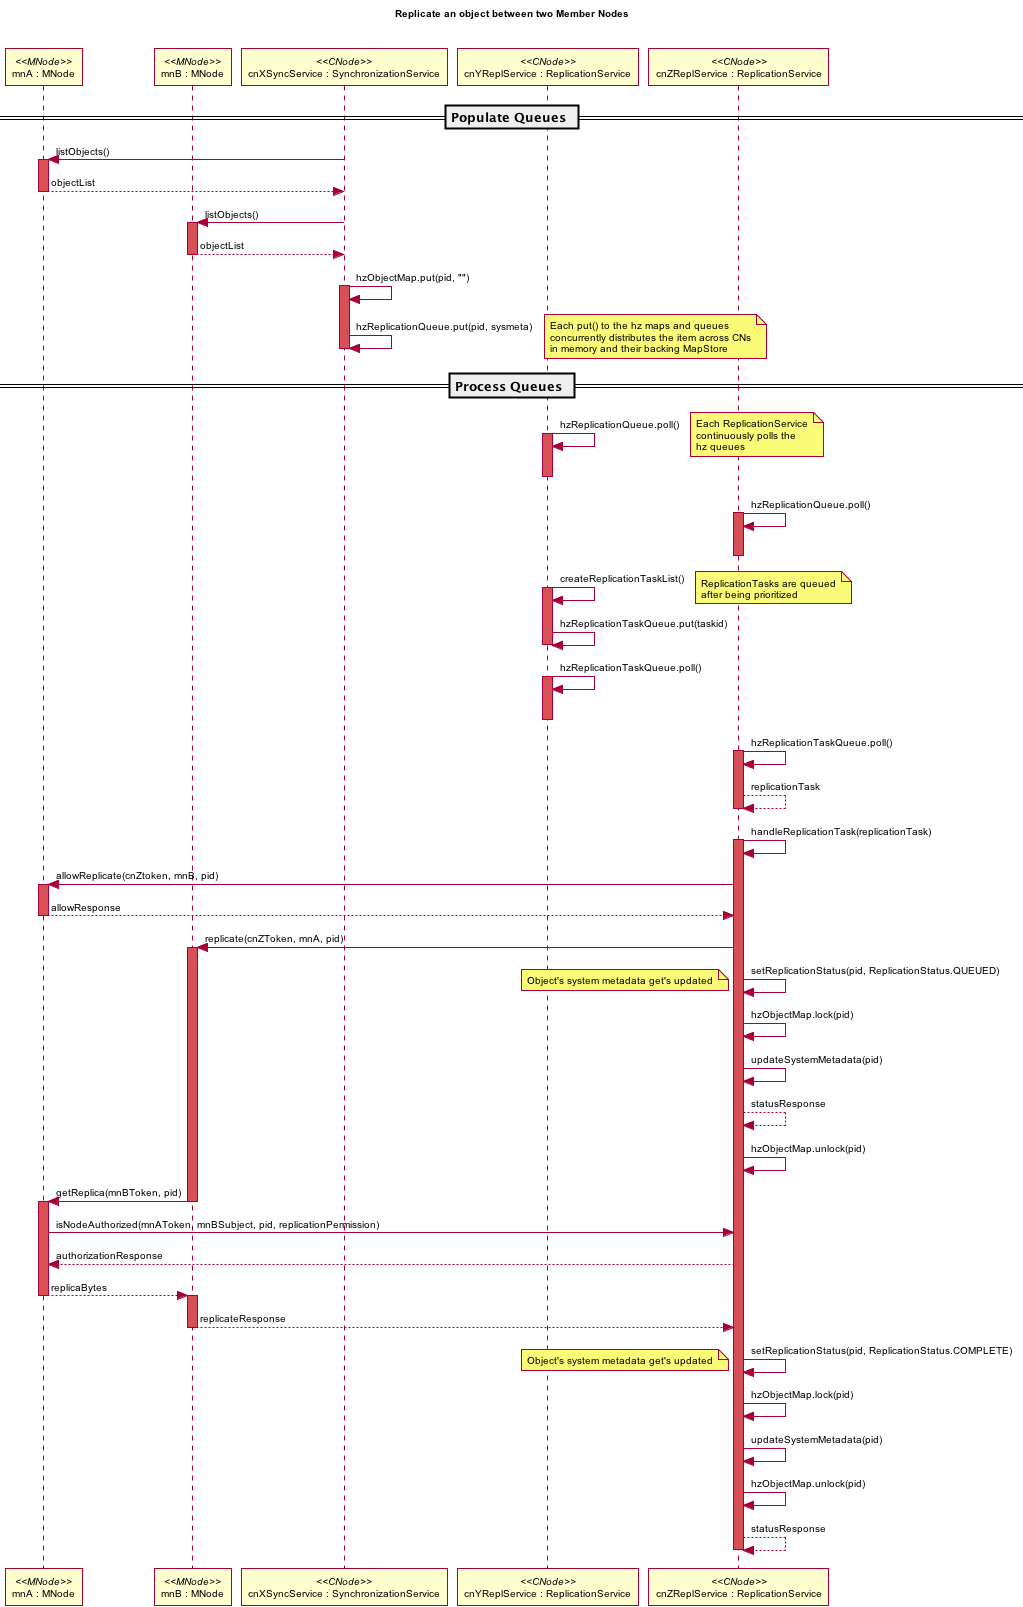 Replicate an object between two Member Nodes
<<MNode>>
mnA : MNode
<<MNode>>
mnB : MNode
<<CNode>>
cnXSyncService : SynchronizationService
<<CNode>>
cnYReplService : ReplicationService
<<CNode>>
cnZReplService : ReplicationService
Populate Queues
listObjects()
objectList
listObjects()
objectList
hzObjectMap.put(pid, "")
hzReplicationQueue.put(pid, sysmeta)
Each put() to the hz maps and queues
concurrently distributes the item across CNs
in memory and their backing MapStore
Process Queues
hzReplicationQueue.poll()
Each ReplicationService
continuously polls the
hz queues
hzReplicationQueue.poll()
createReplicationTaskList()
ReplicationTasks are queued
after being prioritized
hzReplicationTaskQueue.put(taskid)
hzReplicationTaskQueue.poll()
hzReplicationTaskQueue.poll()
replicationTask
handleReplicationTask(replicationTask)
allowReplicate(cnZtoken, mnB, pid)
allowResponse
replicate(cnZToken, mnA, pid)
setReplicationStatus(pid, ReplicationStatus.QUEUED)
Object's system metadata get's updated
hzObjectMap.lock(pid)
updateSystemMetadata(pid)
statusResponse
hzObjectMap.unlock(pid)
getReplica(mnBToken, pid)
isNodeAuthorized(mnAToken, mnBSubject, pid, replicationPermission)
authorizationResponse
replicaBytes
replicateResponse
setReplicationStatus(pid, ReplicationStatus.COMPLETE)
Object's system metadata get's updated
hzObjectMap.lock(pid)
updateSystemMetadata(pid)
hzObjectMap.unlock(pid)
statusResponse
<<MNode>>
mnA : MNode
<<MNode>>
mnB : MNode
<<CNode>>
cnXSyncService : SynchronizationService
<<CNode>>
cnYReplService : ReplicationService
<<CNode>>
cnZReplService : ReplicationService